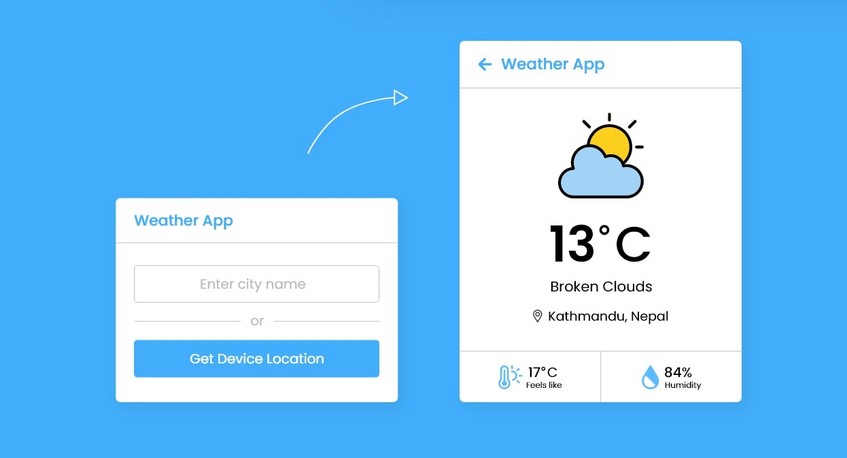 Weather App
Enter city name
or
Get Device Location
Weather App
13°C
Broken Clouds
Kathmandu, Nepal
17°C
Feels like
84%
Humidity